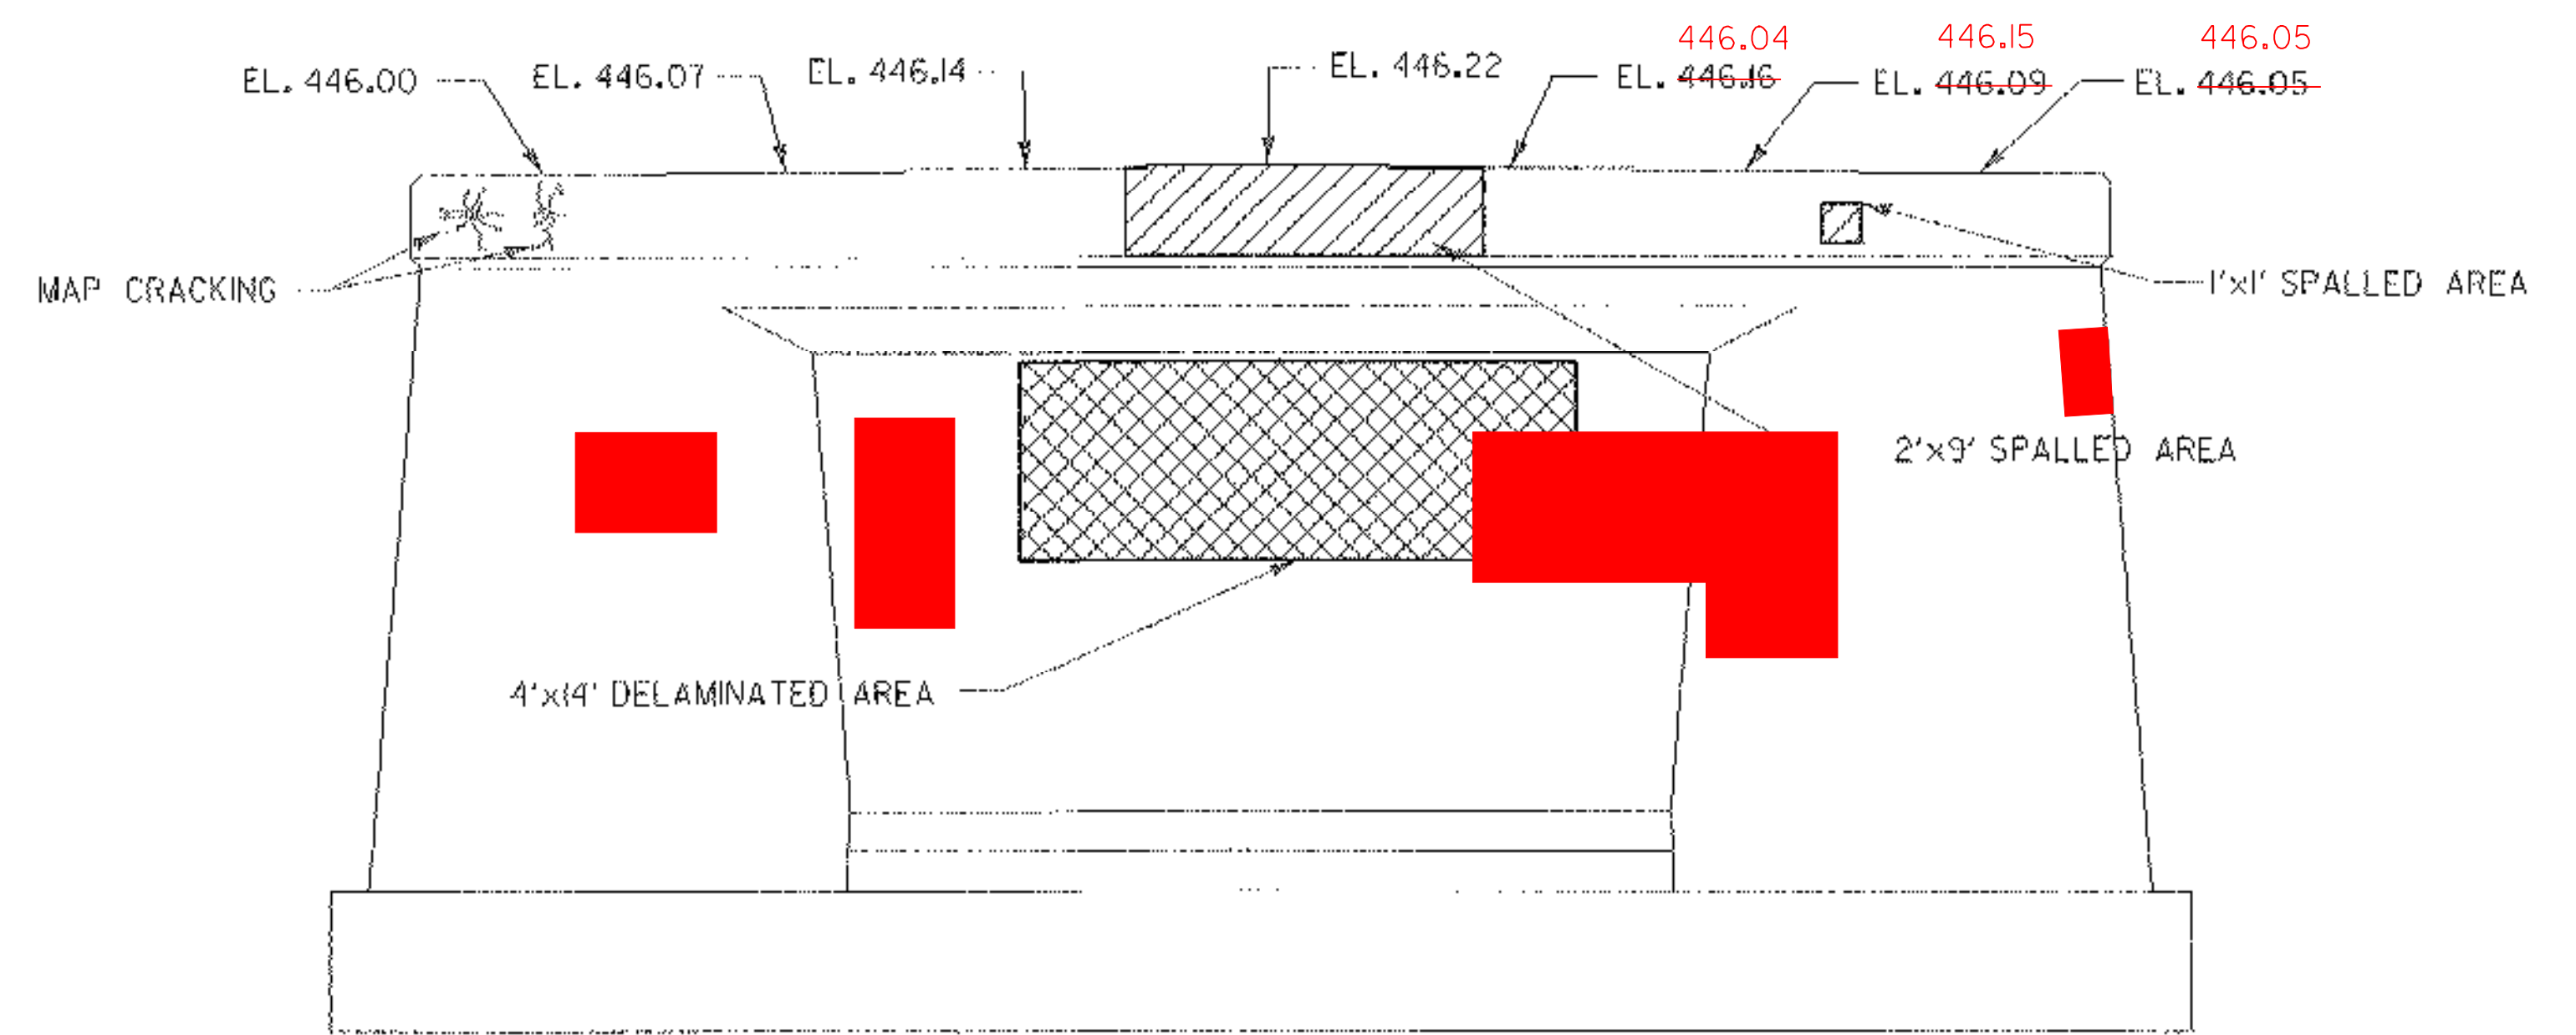 446.04 446.15 446.05
EL. 446.00 EL. 446.07 EL. 446.14 EL. 446.22 EL. 446.16 EL. 446.09 EL. 446.05
MAP CRACKING
1'x1' SPALLED AREA
2'x9' SPALLED AREA
4'x14' DELAMINATED AREA